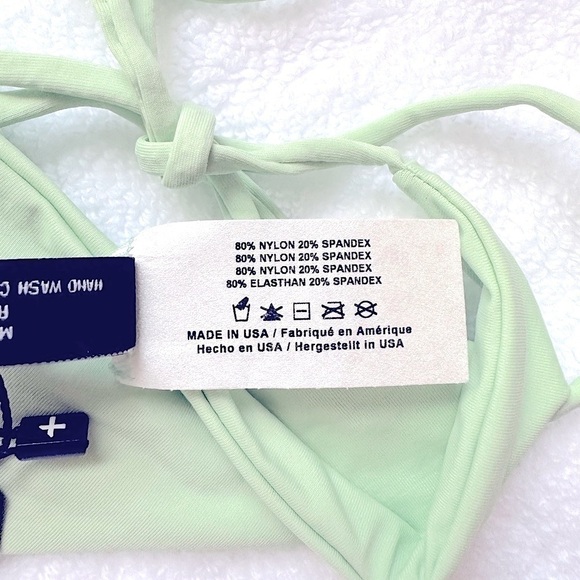 80% NYLON 20% SPANDEX
80% NYLON 20% SPANDEX
80% NYLON 20% SPANDEX
80% ELASTHAN 20% SPANDEX
MADE IN USA / Fabriqué en Amérique
Hecho en USA / Hergestellt in USA
HAND WASH C
+